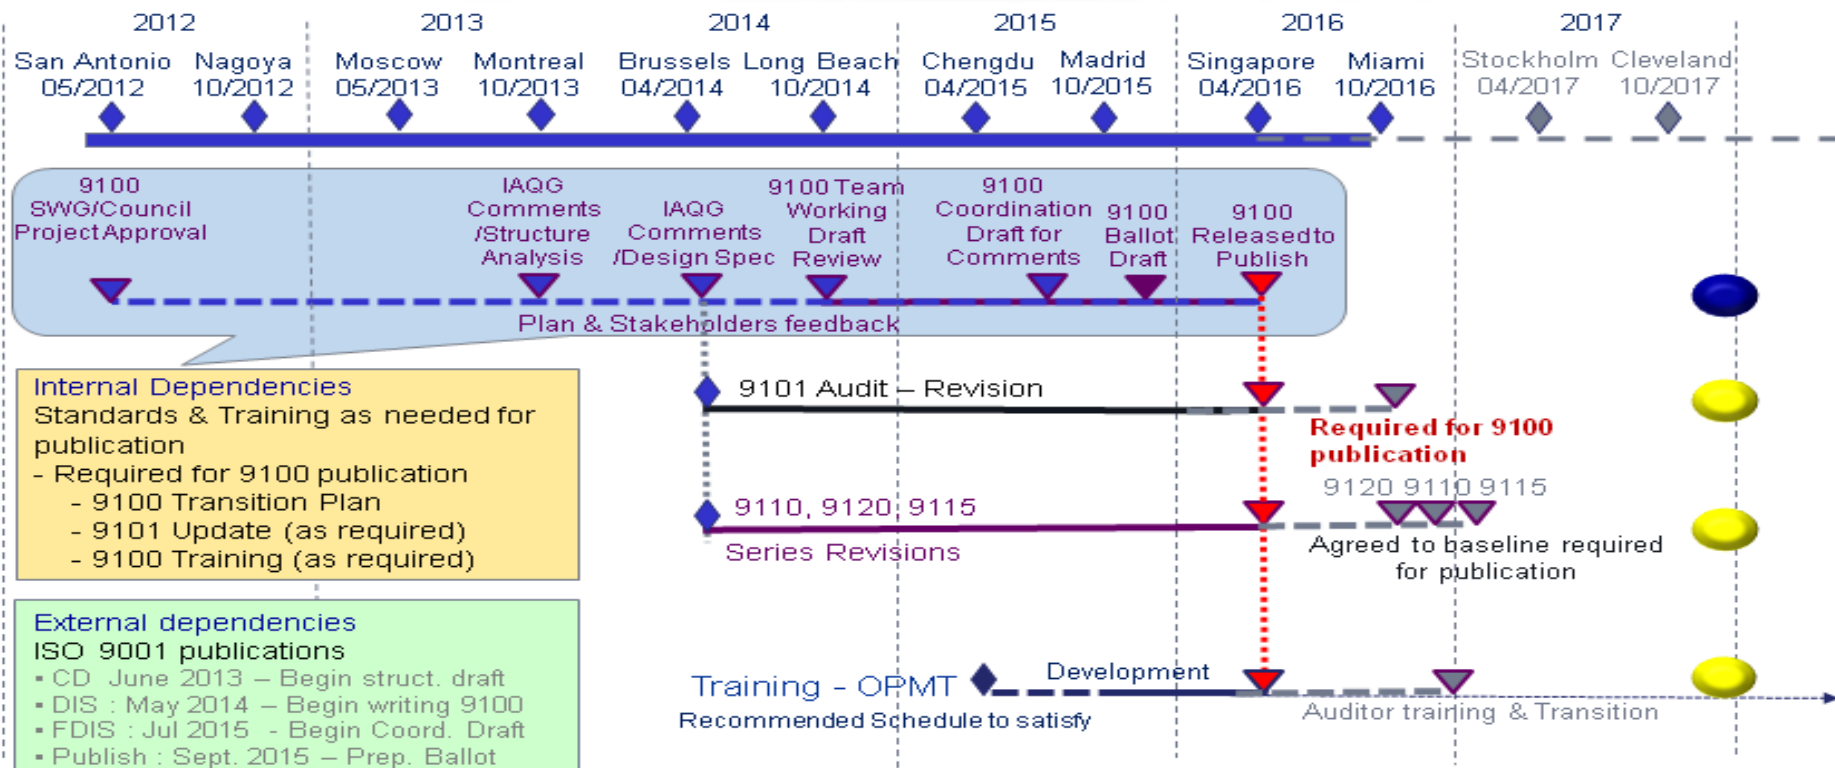 2012 2013 2014 2015 2016 2017
San Antonio Nagoya Moscow Montreal Brussels Long Beach Chengdu Madrid Singapore Miami Stockholm Cleveland
05/2012 10/2012 05/2013 10/2013 04/2014 10/2014 04/2015 10/2015 04/2016 10/2016 04/2017 10/2017
9100
SWG/Council
Project Approval
IAQG
Comments
/Structure
Analysis
IAQG
Comments
/Design Spec
9100 Team
Working
Draft
Review
9100
Coordination
Draft for
Comments
9100
Ballot
Draft
9100
Released to
Publish
Plan & Stakeholders feedback
Internal Dependencies
Standards & Training as needed for
publication
- Required for 9100 publication
- 9100 Transition Plan
- 9101 Update (as required)
- 9100 Training (as required)
9101 Audit – Revision
Required for 9100
publication
9120 9110 9115
9110, 9120, 9115
Series Revisions
Agreed to baseline required
for publication
External dependencies
ISO 9001 publications
▪ CD June 2013 – Begin struct. draft
▪ DIS : May 2014 – Begin writing 9100
▪ FDIS : Jul 2015 - Begin Coord. Draft
▪ Publish : Sept. 2015 – Prep. Ballot
Training - OPMT
Development
Recommended Schedule to satisfy
Auditor training & Transition